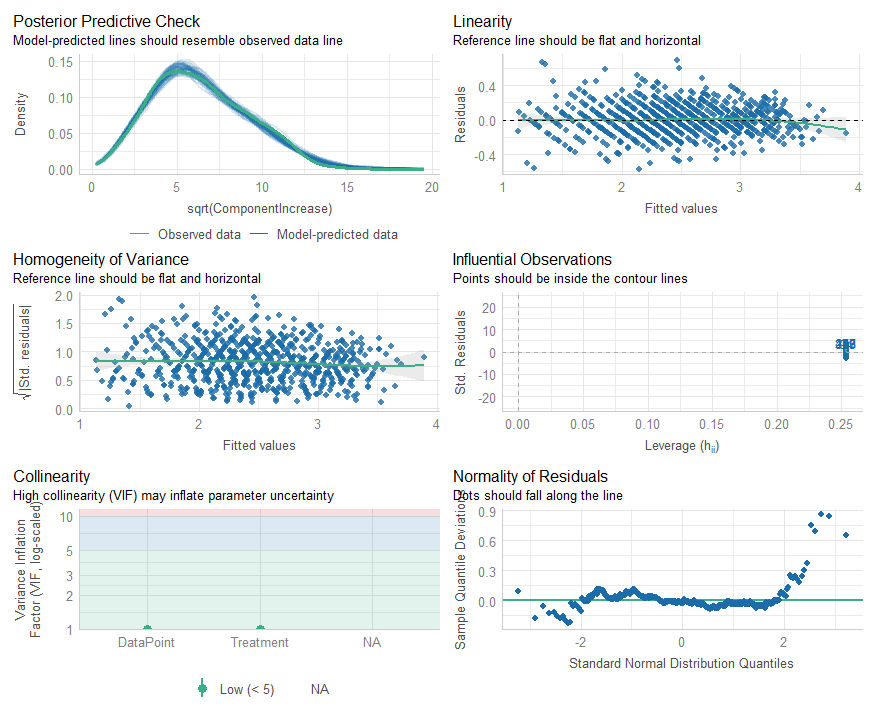 Posterior Predictive Check
Model-predicted lines should resemble observed data line
Density
0.15
0.10
0.05
0.00
0
5
10
15
20
sqrt(ComponentIncrease)
Observed data
Model-predicted data
Linearity
Reference line should be flat and horizontal
Residuals
0.4
0.0
-0.4
1
2
3
4
Fitted values
Homogeneity of Variance
Reference line should be flat and horizontal
√|Std. residuals|
2.0
1.5
1.0
0.5
0.0
1
2
3
4
Fitted values
Influential Observations
Points should be inside the contour lines
Std. Residuals
20
10
0
-10
-20
0.00
0.05
0.10
0.15
0.20
0.25
Leverage (hii)
Collinearity
High collinearity (VIF) may inflate parameter uncertainty
Variance Inflation
Factor (VIF, log-scaled)
10
5
3
2
1
DataPoint
Treatment
NA
Low (< 5)
NA
Normality of Residuals
Dots should fall along the line
Sample Quantile Deviations
0.9
0.6
0.3
0.0
-2
0
2
Standard Normal Distribution Quantiles